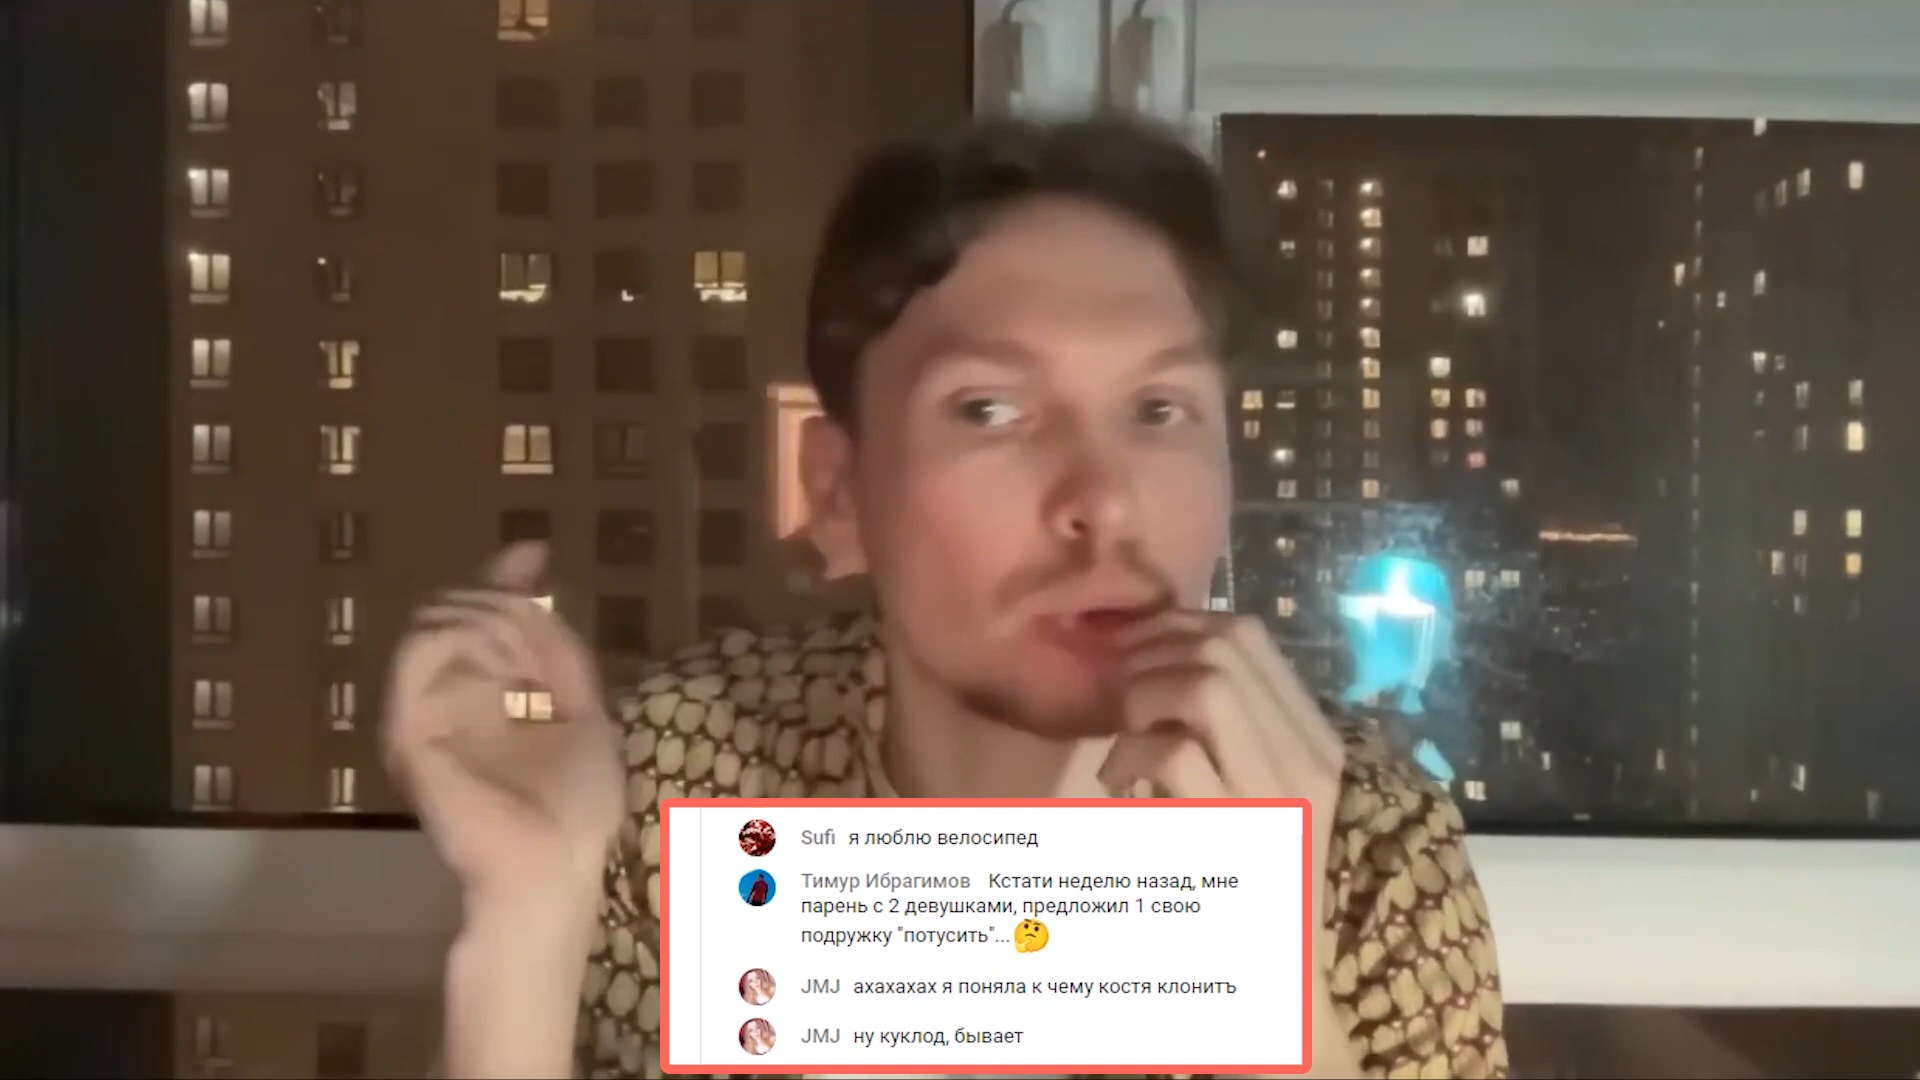 Sufi я люблю велосипед
Тимур Ибрагимов Кстати неделю назад, мне
парень с 2 девушками, предложил 1 свою
подружку "потусить"... 🤔
JMJ ахахахах я поняла к чему костя клонитъ
JMJ ну куклод, бывает